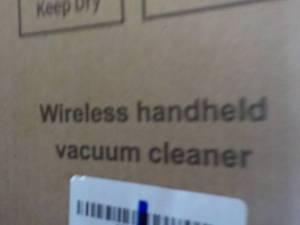 Keep Dry
Wireless handheld
vacuum cleaner